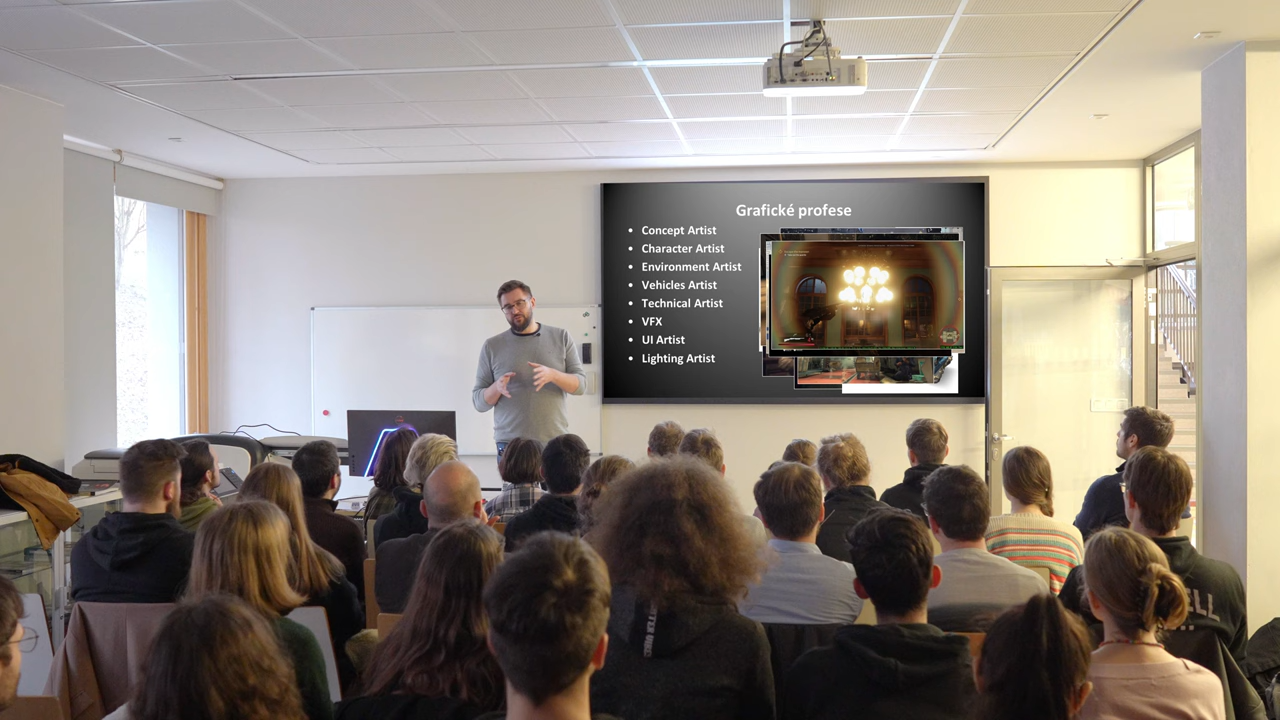 Grafické profese
• Concept Artist
• Character Artist
• Environment Artist
• Vehicles Artist
• Technical Artist
• VFX
• UI Artist
• Lighting Artist